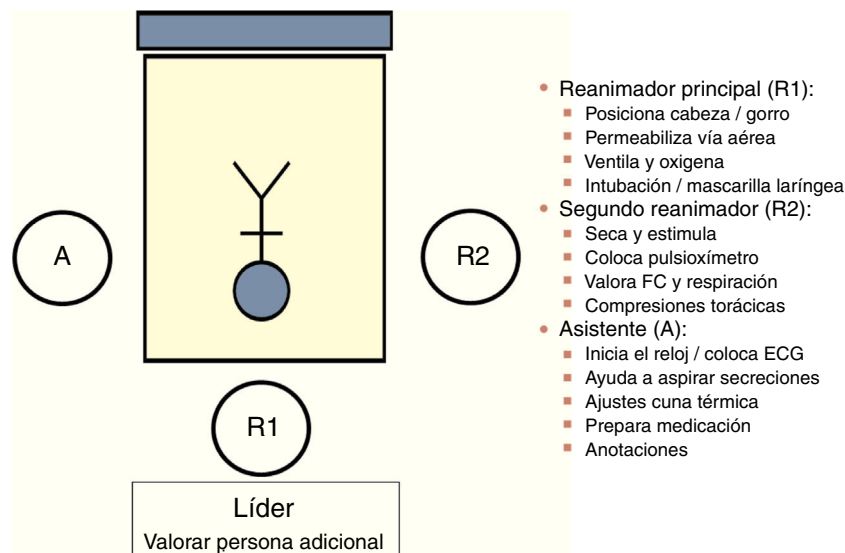 A
R2
R1
Líder
Valorar persona adicional
• Reanimador principal (R1):
▪ Posiciona cabeza / gorro
▪ Permeabiliza vía aérea
▪ Ventila y oxigena
▪ Intubación / mascarilla laríngea
• Segundo reanimador (R2):
▪ Seca y estimula
▪ Coloca pulsioxímetro
▪ Valora FC y respiración
▪ Compresiones torácicas
• Asistente (A):
▪ Inicia el reloj / coloca ECG
▪ Ayuda a aspirar secreciones
▪ Ajustes cuna térmica
▪ Prepara medicación
▪ Anotaciones